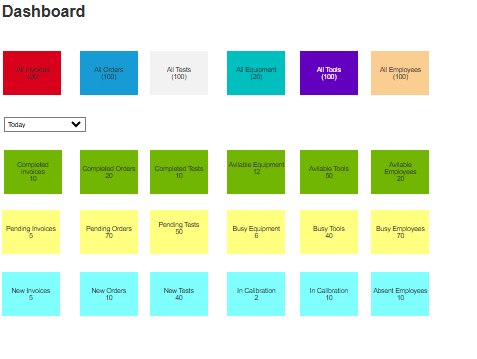 Dashboard
All Invoices
(20)
All Orders
(100)
All Tests
(100)
All Equipment
(20)
All Tools
(100)
All Employees
(100)
Today
Completed
invoices
10
Completed Orders
20
Completed Tests
10
Avilable Equipment
12
Avilable Tools
50
Avilable
Employees
20
Pending Invoices
5
Pending Orders
70
Pending Tests
50
Busy Equipment
6
Busy Tools
40
Busy Employees
70
New Invoices
5
New Orders
10
New Tests
40
In Calibration
2
In Calibration
10
Absent Employees
10